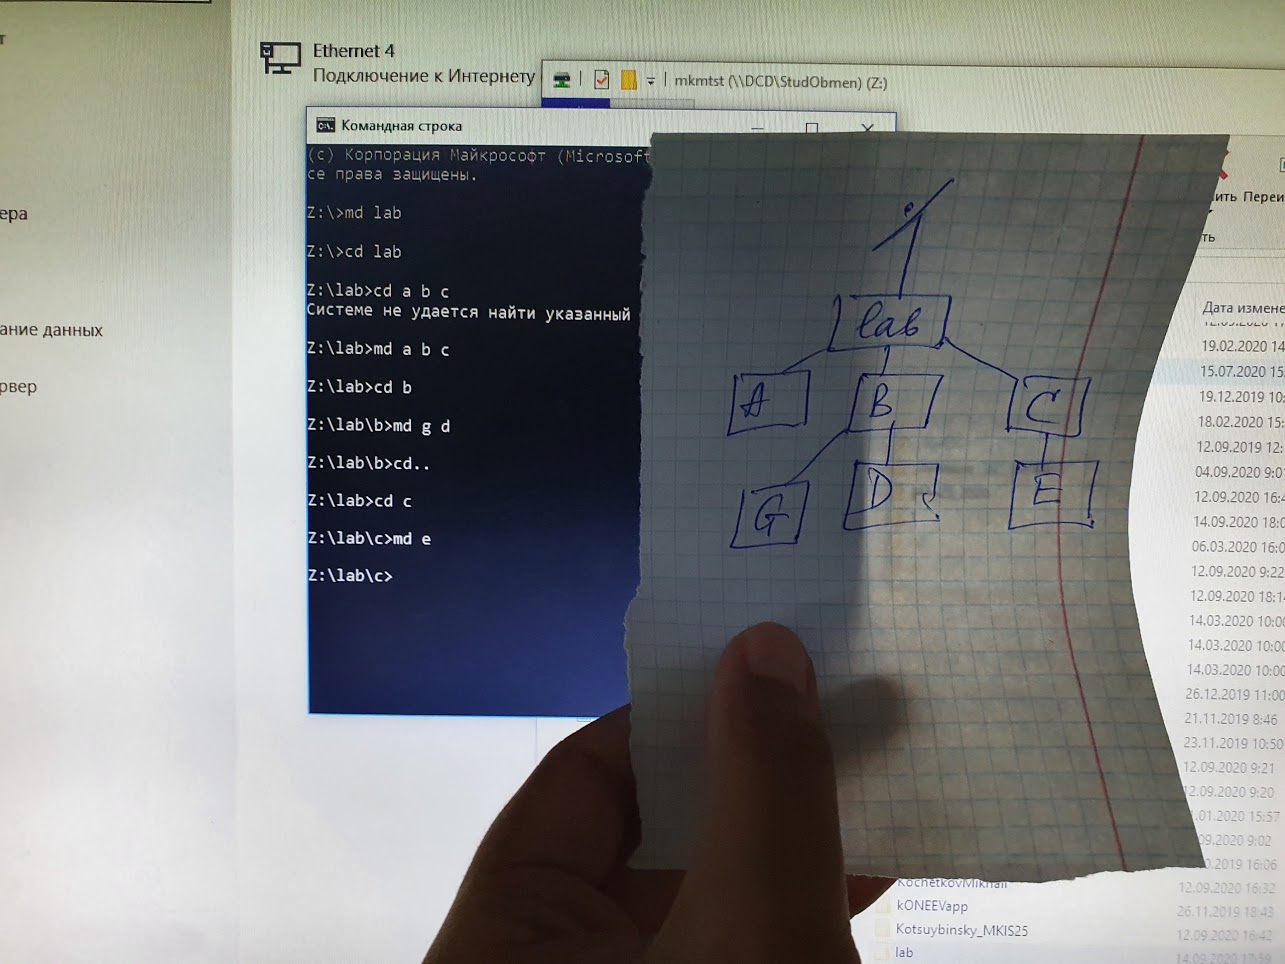 Ethernet 4
Подключение к Интернету
mkmtst (\\DCD\StudObmen) (Z:)
Командная строка
(c) Корпорация Майкрософт (Microsoft
се права защищены.
Z:\>md lab
Z:\>cd lab
Z:\lab>cd a b c
Системе не удается найти указанный
Z:\lab>md a b c
Z:\lab>cd b
Z:\lab\b>md g d
Z:\lab\b>cd..
Z:\lab>cd c
Z:\lab\c>md e
Z:\lab\c>
ера
ание данных
рвер
lab
A B C
G D E
ить Переи
ть
Дата измене
19.02.2020 14
15.07.2020 15
19.12.2019 10:
18.02.2020 15:
12.09.2019 12:
04.09.2020 9:0
12.09.2020 16:4
14.09.2020 18:0
06.03.2020 16:0
12.09.2020 9:22
12.09.2020 18:14
14.03.2020 10:00
14.03.2020 10:00
14.03.2020 10:00
26.12.2019 11:00
21.11.2019 8:46
23.11.2019 10:50
12.09.2020 9:21
12.09.2020 9:20
.01.2020 15:57
09.2020 9:02
.2019 16:06
KochetkovMikhail 12.09.2020 16:32
kONEEVapp 26.11.2019 18:43
Kotsuybinsky_MKIS25 12.09.2020 16:42
lab 14.09.2020 17:59